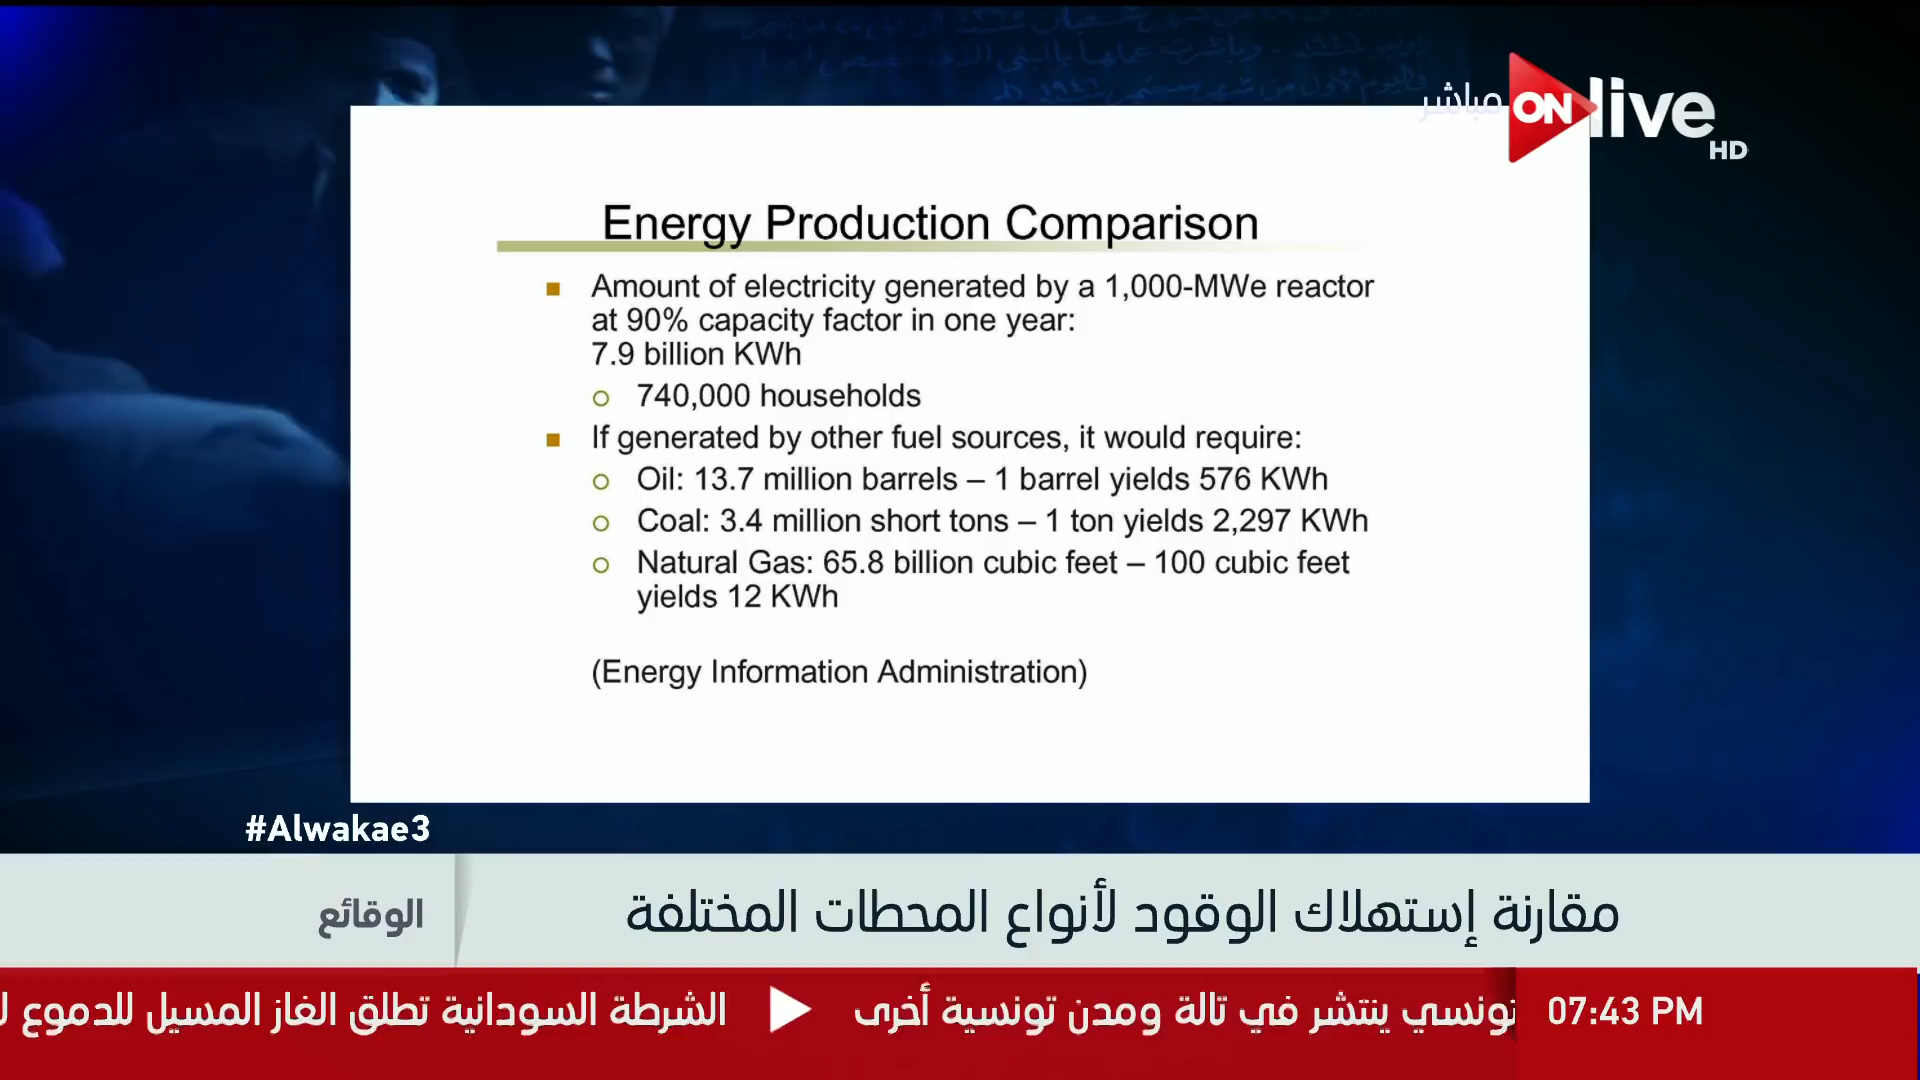 مباشر
ON live
HD
Energy Production Comparison
Amount of electricity generated by a 1,000-MWe reactor
at 90% capacity factor in one year:
7.9 billion KWh
740,000 households
If generated by other fuel sources, it would require:
Oil: 13.7 million barrels – 1 barrel yields 576 KWh
Coal: 3.4 million short tons – 1 ton yields 2,297 KWh
Natural Gas: 65.8 billion cubic feet – 100 cubic feet
yields 12 KWh
(Energy Information Administration)
#Alwakae3
مقارنة إستهلاك الوقود لأنواع المحطات المختلفة
الوقائع
07:43 PM
تونسي ينتشر في تالة ومدن تونسية أخرى
الشرطة السودانية تطلق الغاز المسيل للدموع ل